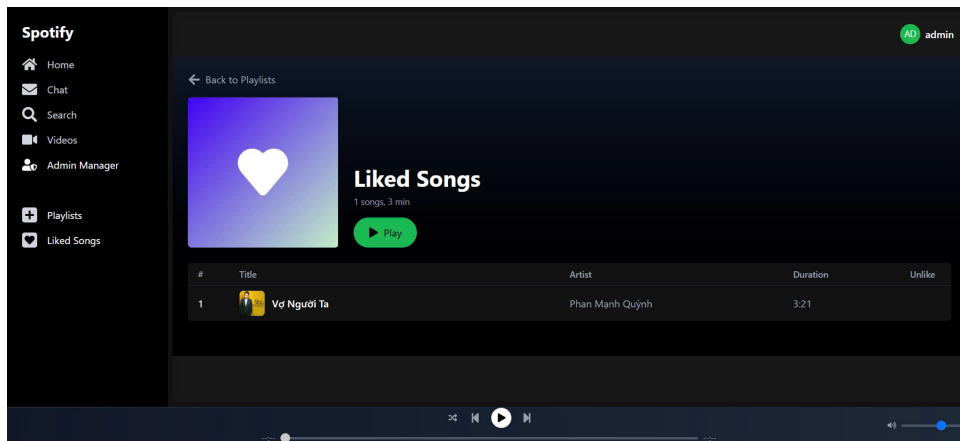 Spotify
AD admin
Home
Chat
Search
Videos
Admin Manager
Playlists
Liked Songs
Back to Playlists
Liked Songs
1 songs, 3 min
Play
# Title Artist Duration Unlike
1 Vợ Người Ta Phan Mạnh Quỳnh 3:21
--:-- --:--